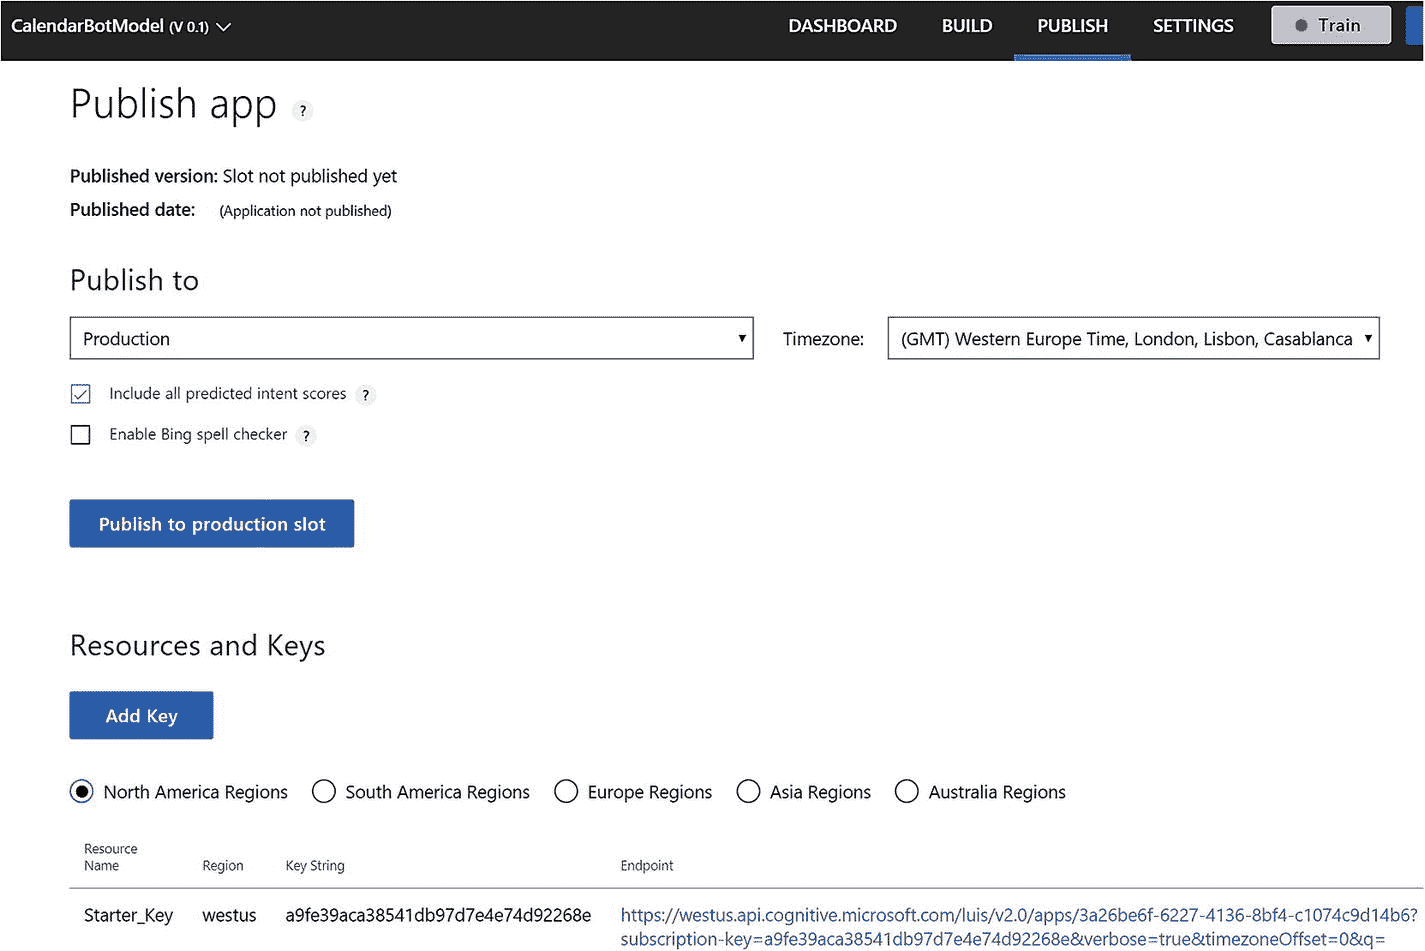 CalendarBotModel (V 0.1)
DASHBOARD BUILD PUBLISH SETTINGS Train
Publish app ?
Published version: Slot not published yet
Published date: (Application not published)
Publish to
Production Timezone: (GMT) Western Europe Time, London, Lisbon, Casablanca
Include all predicted intent scores ?
Enable Bing spell checker ?
Publish to production slot
Resources and Keys
Add Key
North America Regions South America Regions Europe Regions Asia Regions Australia Regions
Resource
Name Region Key String Endpoint
Starter_Key westus a9fe39aca38541db97d7e4e74d92268e https://westus.api.cognitive.microsoft.com/luis/v2.0/apps/3a26be6f-6227-4136-8bf4-c1074c9d14b6?
subscription-key=a9fe39aca38541db97d7e4e74d92268e&verbose=true&timezoneOffset=0&q=